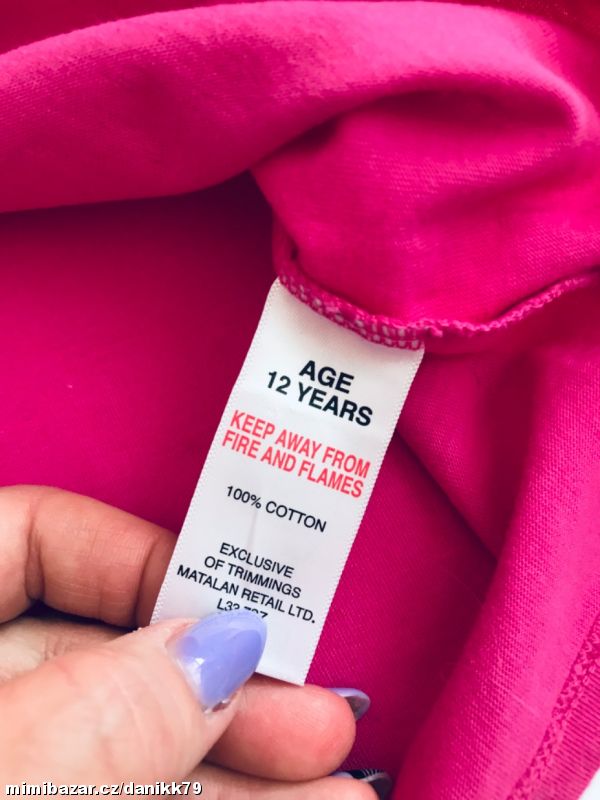 AGE
12 YEARS
KEEP AWAY FROM
FIRE AND FLAMES
100% COTTON
EXCLUSIVE
OF TRIMMINGS
MATALAN RETAIL LTD.
mimibazar.cz/danikk79